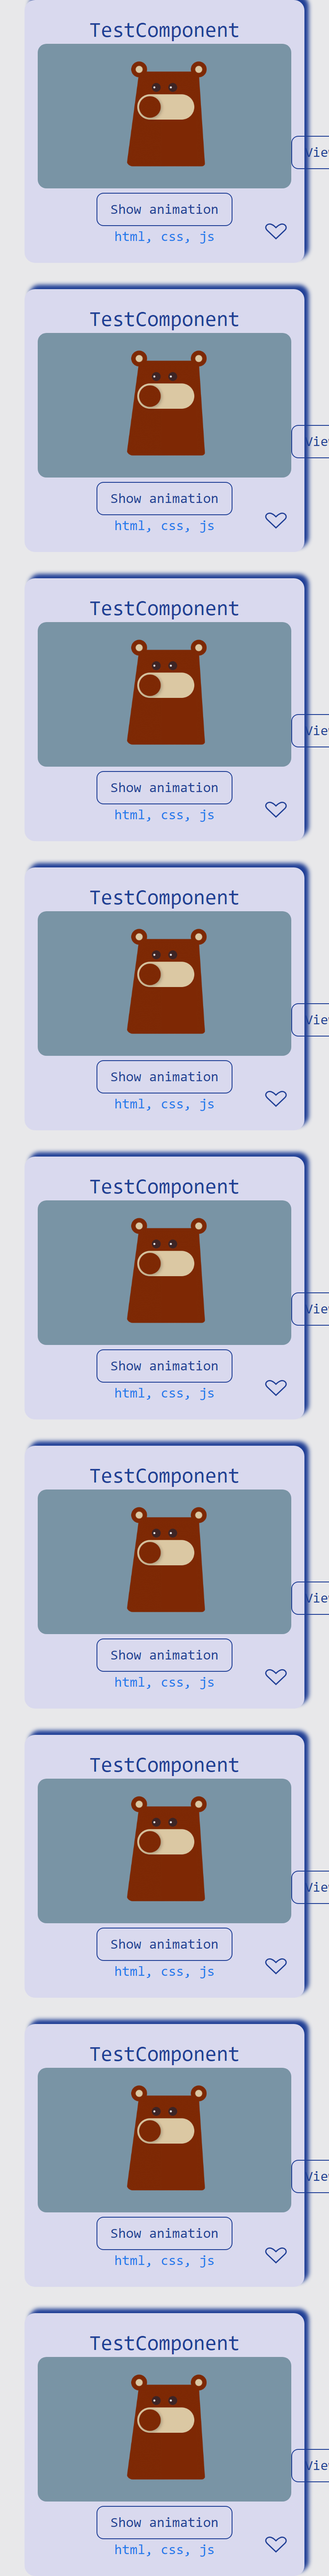 TestComponent
Vie
Show animation
html, css, js
TestComponent
Vie
Show animation
html, css, js
TestComponent
Vie
Show animation
html, css, js
TestComponent
Vie
Show animation
html, css, js
TestComponent
Vie
Show animation
html, css, js
TestComponent
Vie
Show animation
html, css, js
TestComponent
Vie
Show animation
html, css, js
TestComponent
Vie
Show animation
html, css, js
TestComponent
Vie
Show animation
html, css, js